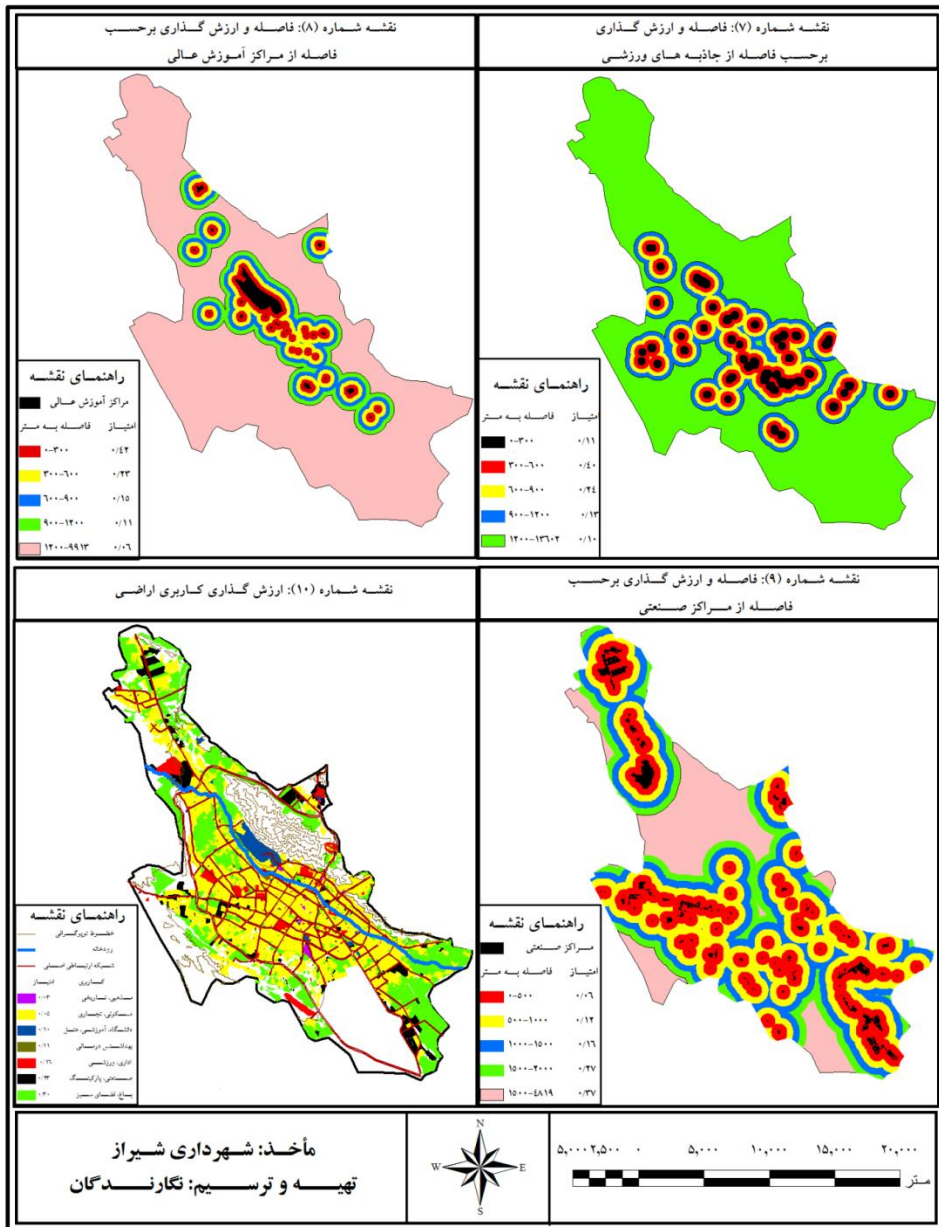 نقشه شماره (۷): فاصله و ارزش گذاری
برحسب فاصله از جاذبه های ورزشی
راهنمای نقشه
امتیاز فاصله به متر
۰/۱۱ ۰-۳۰۰
۰/۴۰ ۳۰۰-۶۰۰
۰/۲۴ ۶۰۰-۹۰۰
۰/۱۳ ۹۰۰-۱۲۰۰
۰/۱۰ ۱۲۰۰-۱۳۶۰۲
نقشه شماره (۸): فاصله و ارزش گذاری برحسب
فاصله از مراکز آموزش عالی
راهنمای نقشه
مراکز آموزش عالی
امتیاز فاصله به متر
۰/۴۲ ۰-۳۰۰
۰/۲۳ ۳۰۰-۶۰۰
۰/۱۵ ۶۰۰-۹۰۰
۰/۱۱ ۹۰۰-۱۲۰۰
۰/۰۶ ۱۲۰۰-۹۹۱۳
نقشه شماره (۹): فاصله و ارزش گذاری برحسب
فاصله از مراکز صنعتی
راهنمای نقشه
مراکز صنعتی
امتیاز فاصله به متر
۰/۰۶ ۰-۵۰۰
۰/۱۲ ۵۰۰-۱۰۰۰
۰/۱۶ ۱۰۰۰-۱۵۰۰
۰/۲۷ ۱۵۰۰-۲۰۰۰
۰/۳۷ ۱۵۰۰-۴۸۱۹
نقشه شماره (۱۰): ارزش گذاری کاربری اراضی
راهنمای نقشه
خطوط توپوگرافی
رودخانه
شبکه ارتباطی اصلی
کاربری امتیاز
مذهبی، تاریخی ۰/۰۳
مسکونی، تجاری ۰/۰۵
دانشگاه، آموزشی، هتل ۰/۱۰
بهداشتی درمانی ۰/۱۱
اداری، ورزشی
صنعتی، پارکینگ
باغ، فضای سبز
۵,۰۰۰ ۲,۵۰۰ ۰ ۵,۰۰۰ ۱۰,۰۰۰ ۱۵,۰۰۰ ۲۰,۰۰۰
متر
N
W E
S
مأخذ: شهرداری شیراز
تهیه و ترسیم: نگارندگان